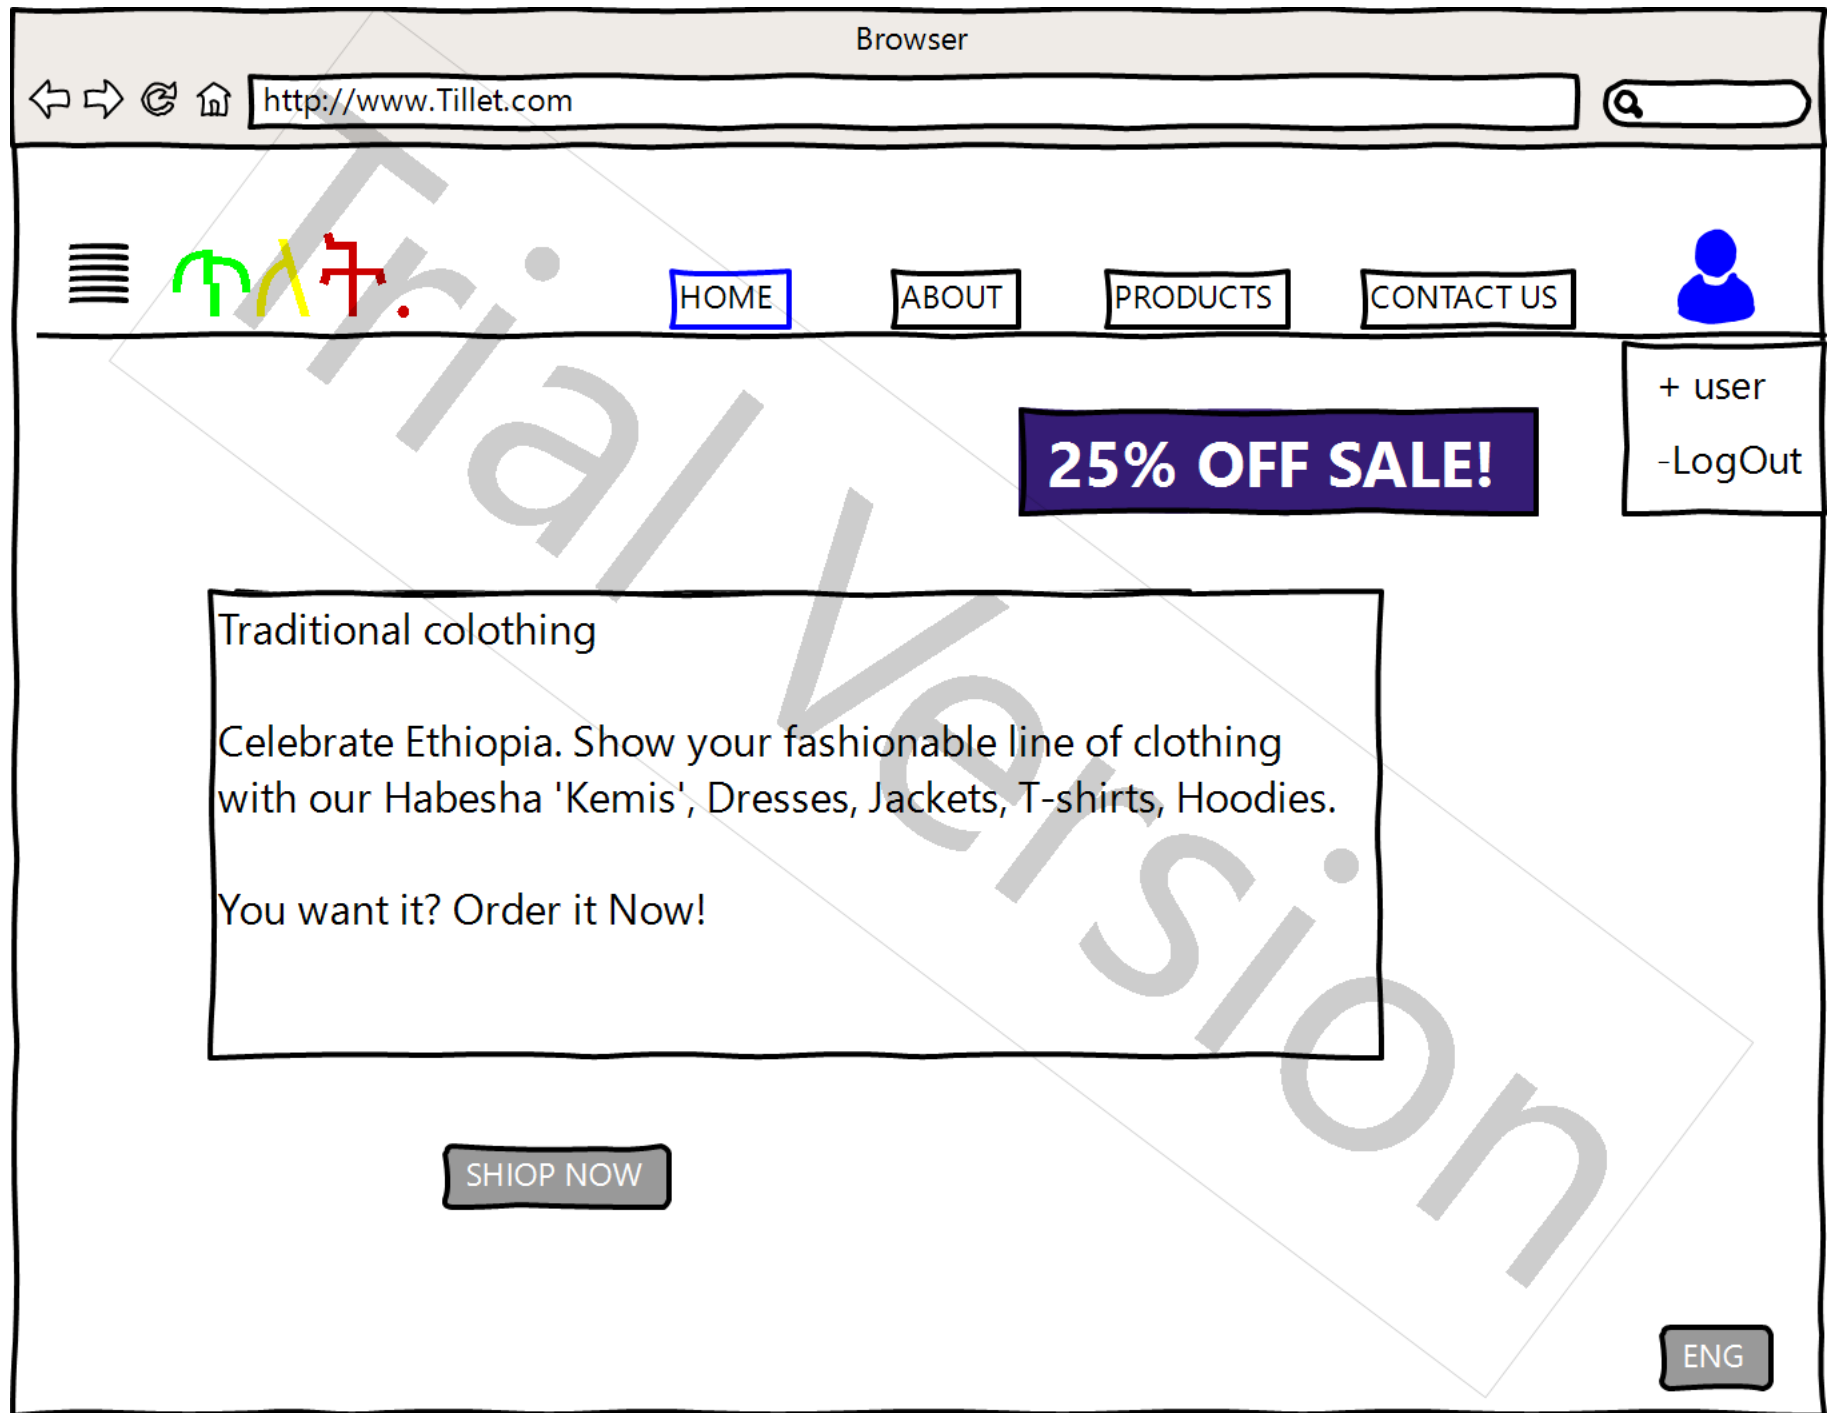 Browser
http://www.Tillet.com
ጥለት.
HOME
ABOUT
PRODUCTS
CONTACT US
+ user
-LogOut
25% OFF SALE!
Traditional colothing
Celebrate Ethiopia. Show your fashionable line of clothing
with our Habesha 'Kemis', Dresses, Jackets, T-shirts, Hoodies.
You want it? Order it Now!
SHIOP NOW
ENG
Trial Version